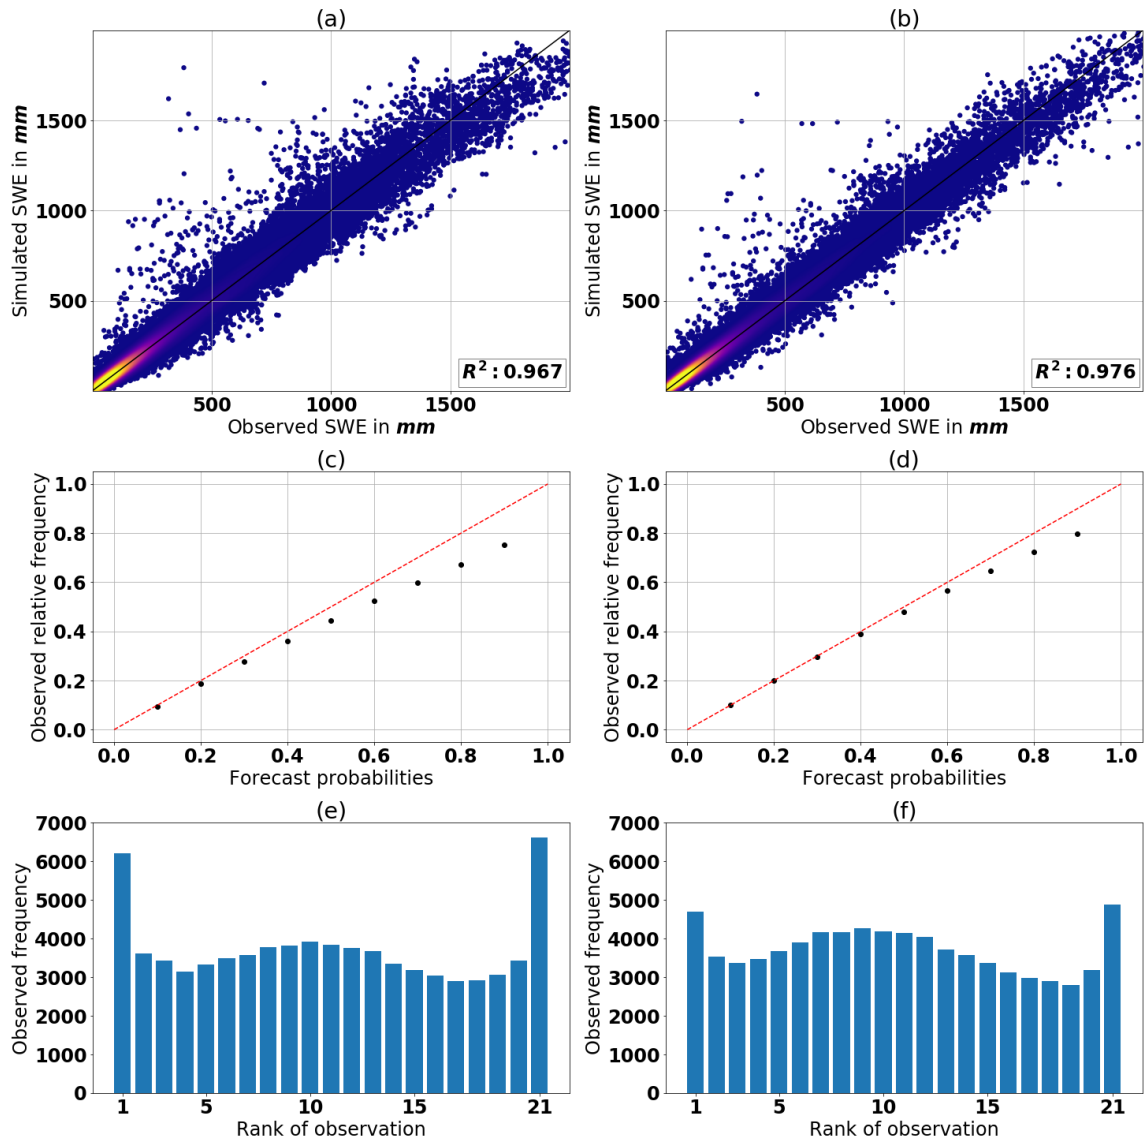 (a)
Simulated SWE in mm
1500
1000
500
R² : 0.967
500 1000 1500
Observed SWE in mm
(b)
Simulated SWE in mm
1500
1000
500
R² : 0.976
500 1000 1500
Observed SWE in mm
(c)
Observed relative frequency
1.0
0.8
0.6
0.4
0.2
0.0
0.0 0.2 0.4 0.6 0.8 1.0
Forecast probabilities
(d)
Observed relative frequency
1.0
0.8
0.6
0.4
0.2
0.0
0.0 0.2 0.4 0.6 0.8 1.0
Forecast probabilities
(e)
Observed frequency
7000
6000
5000
4000
3000
2000
1000
0
1 5 10 15 21
Rank of observation
(f)
Observed frequency
7000
6000
5000
4000
3000
2000
1000
0
1 5 10 15 21
Rank of observation